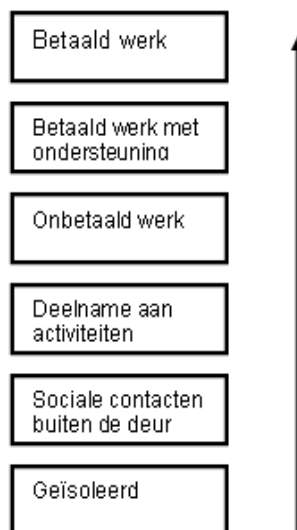 Betaald werk
Betaald werk met
ondersteuning
Onbetaald werk
Deelname aan
activiteiten
Sociale contacten
buiten de deur
Geïsoleerd